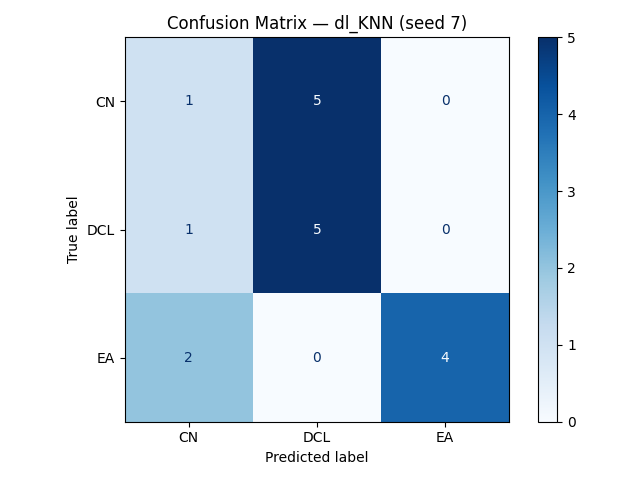 Confusion Matrix — dl_KNN (seed 7)
True label
CN 1 5 0
DCL 1 5 0
EA 2 0 4
CN DCL EA
Predicted label
5
4
3
2
1
0